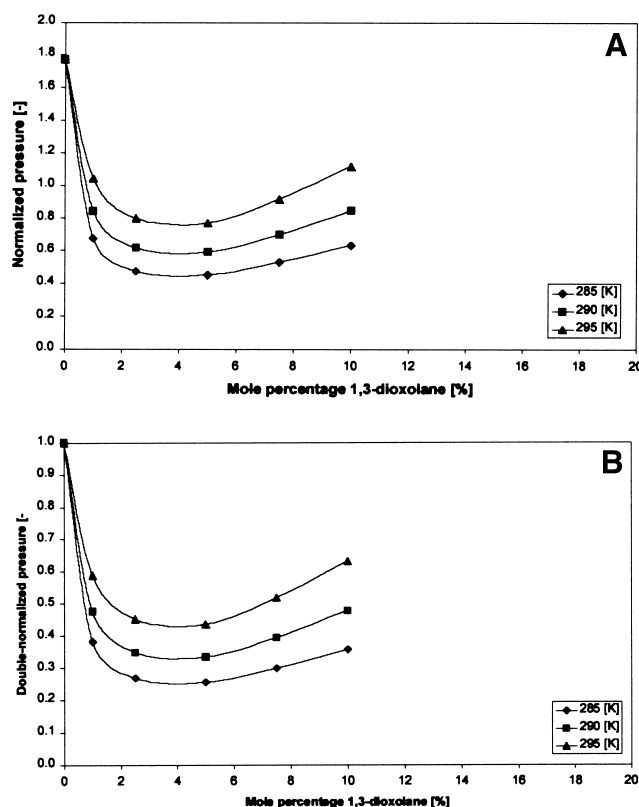 A
2.0
1.8
1.6
1.4
1.2
1.0
0.8
0.6
0.4
0.2
0.0
Normalized pressure [-]
0 2 4 6 8 10 12 14 16 18 20
Mole percentage 1,3-dioxolane [%]
285 [K]
290 [K]
295 [K]
B
1.0
0.9
0.8
0.7
0.6
0.5
0.4
0.3
0.2
0.1
0.0
Double-normalized pressure [-
0 2 4 6 8 10 12 14 16 18 20
Mole percentage 1,3-dioxolane [%]
285 [K]
290 [K]
295 [K]